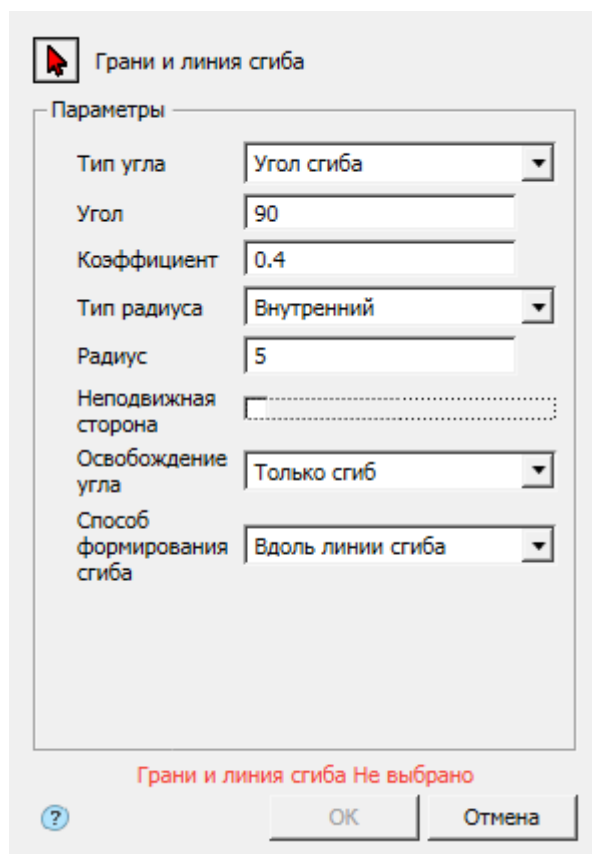 Грани и линия сгиба
Параметры
Тип угла Угол сгиба
Угол 90
Коэффициент 0.4
Тип радиуса Внутренний
Радиус 5
Неподвижная
сторона
Освобождение
угла Только сгиб
Способ
формирования
сгиба Вдоль линии сгиба
Грани и линия сгиба Не выбрано
? ОК Отмена